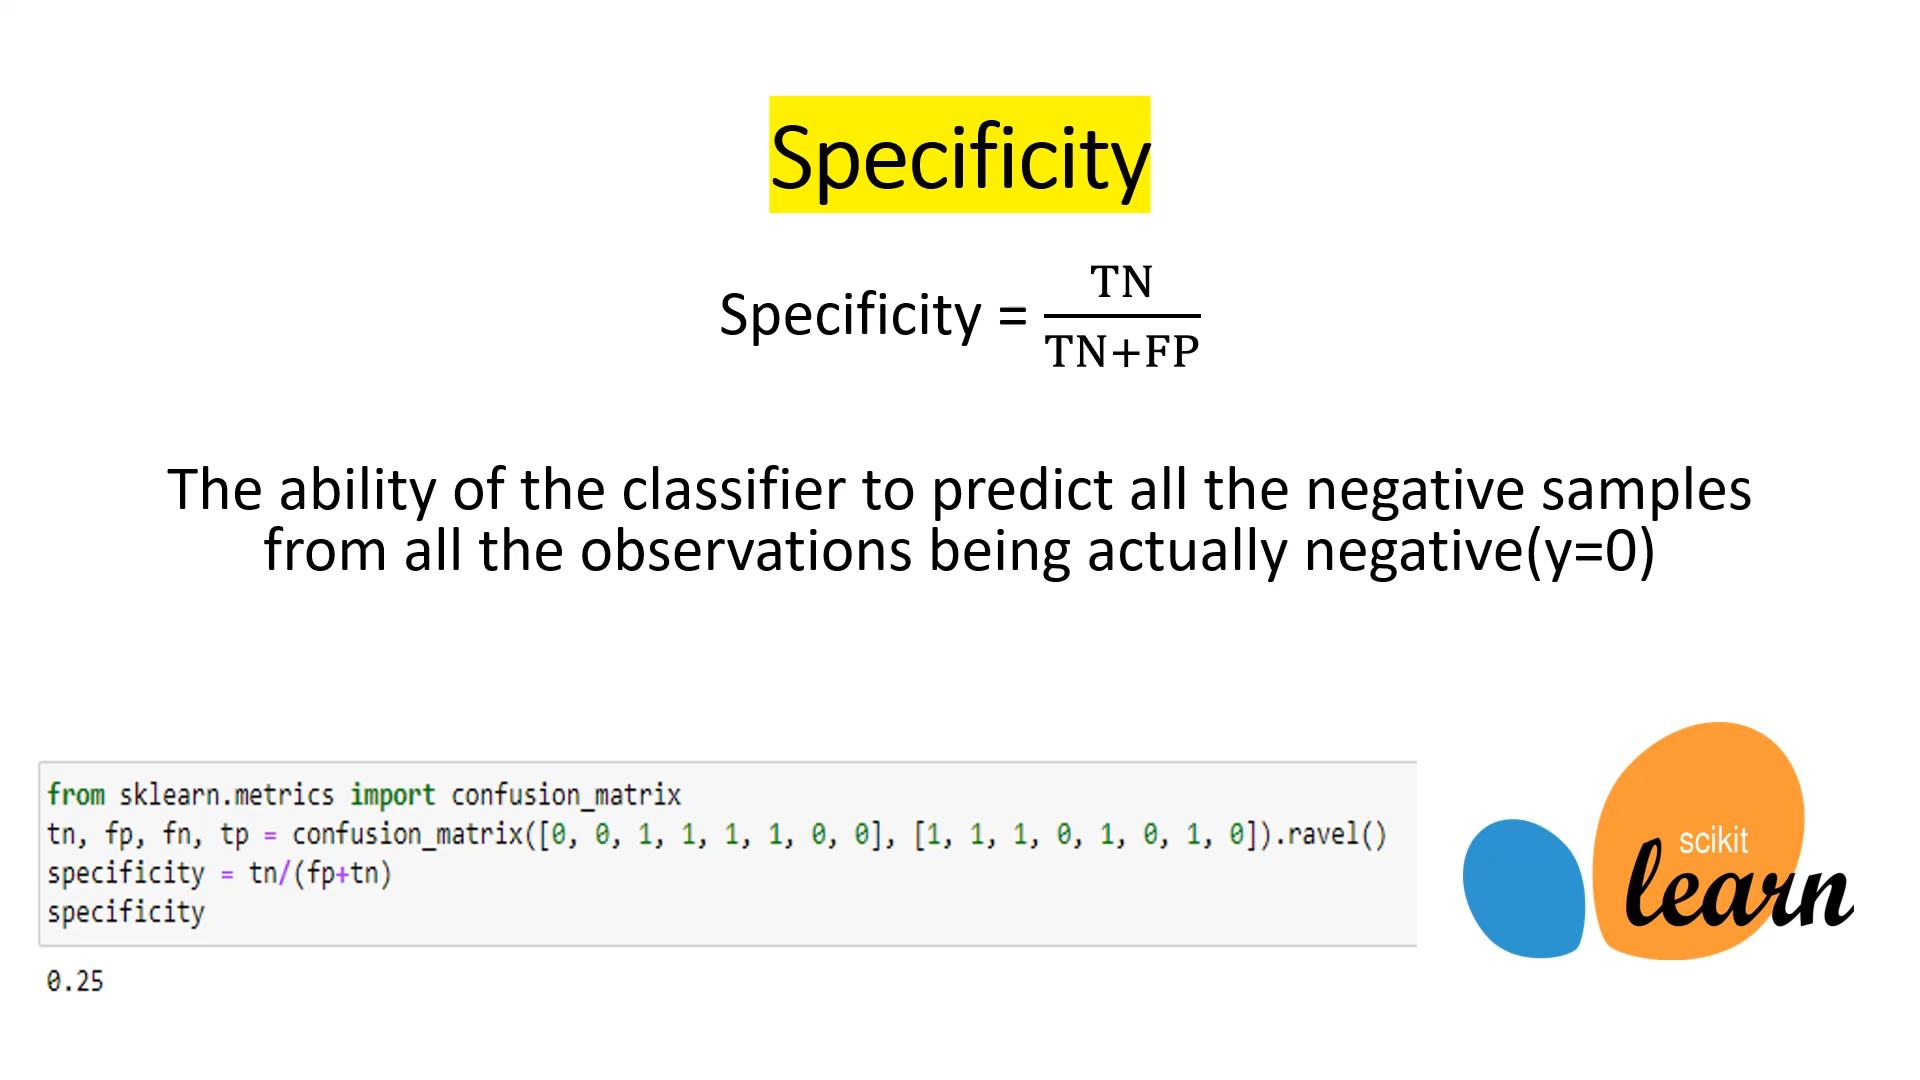 Specificity
Specificity = TN
TN+FP
The ability of the classifier to predict all the negative samples
from all the observations being actually negative(y=0)
from sklearn.metrics import confusion_matrix
tn, fp, fn, tp = confusion_matrix([0, 0, 1, 1, 1, 1, 0, 0], [1, 1, 1, 0, 1, 0, 1, 0]).ravel()
specificity = tn/(fp+tn)
specificity
0.25
scikit
learn